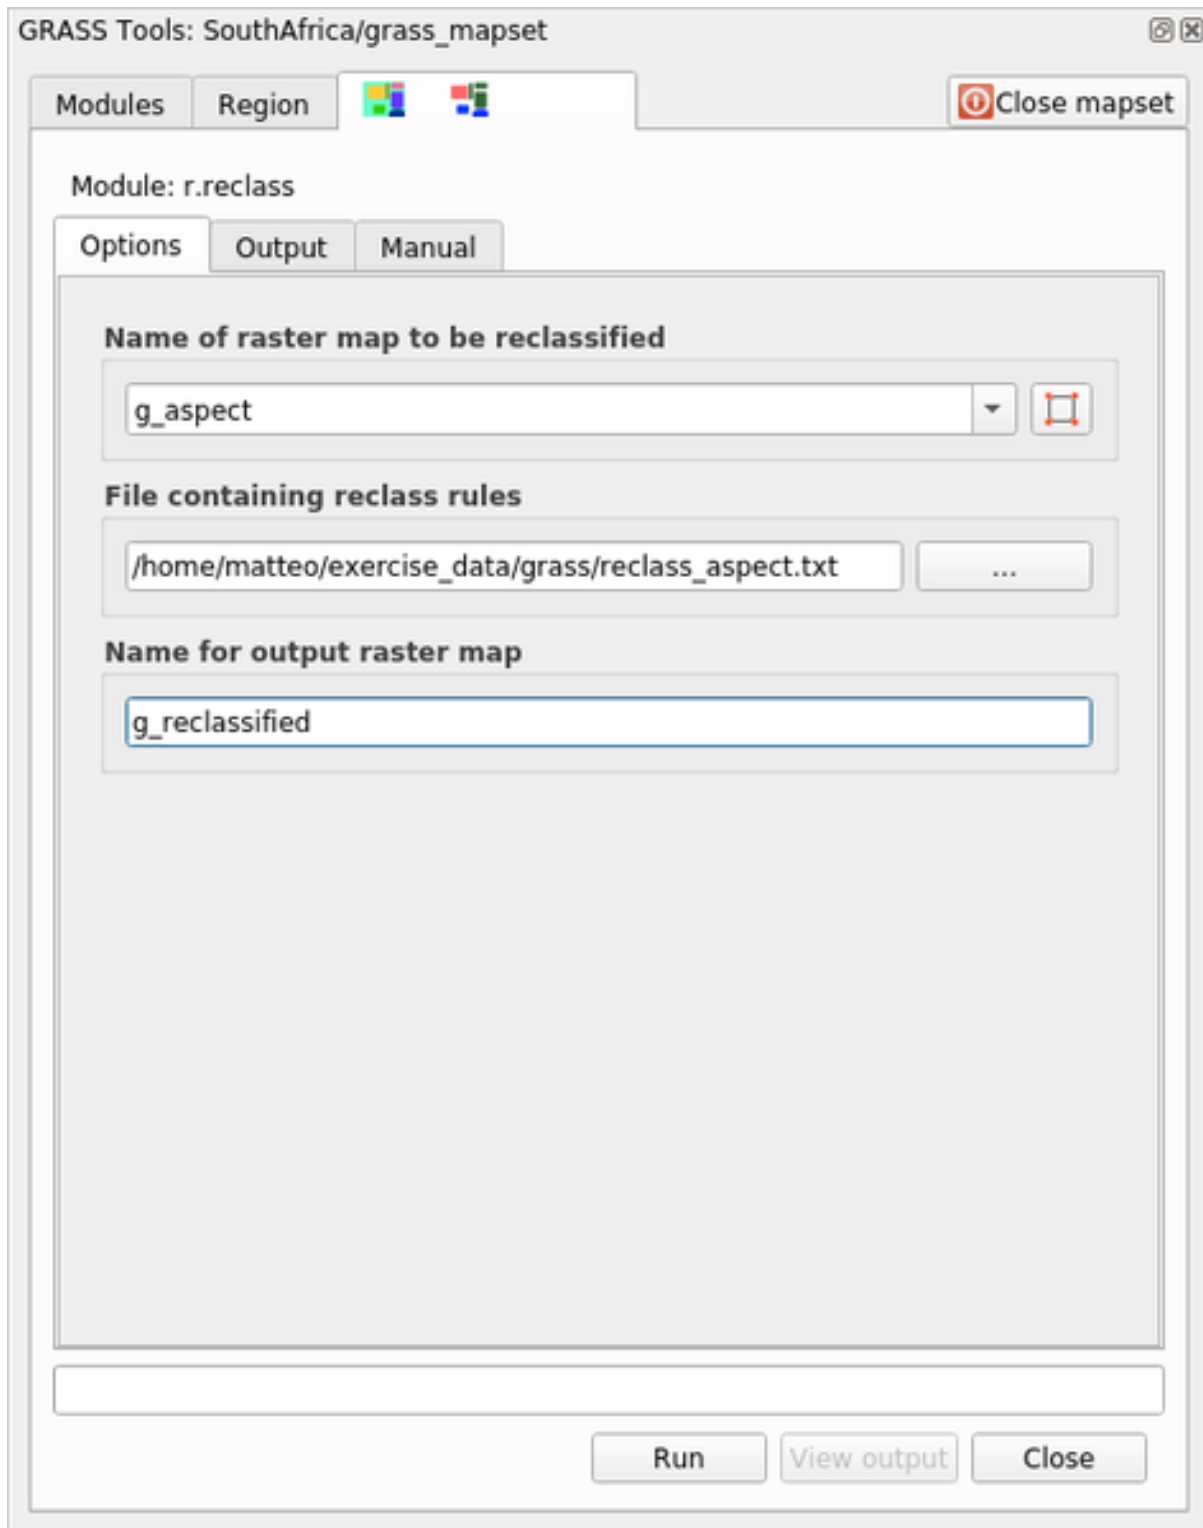 GRASS Tools: SouthAfrica/grass_mapset
Modules Region Close mapset
Module: r.reclass
Options Output Manual
Name of raster map to be reclassified
g_aspect
File containing reclass rules
/home/matteo/exercise_data/grass/reclass_aspect.txt ...
Name for output raster map
g_reclassified
Run View output Close